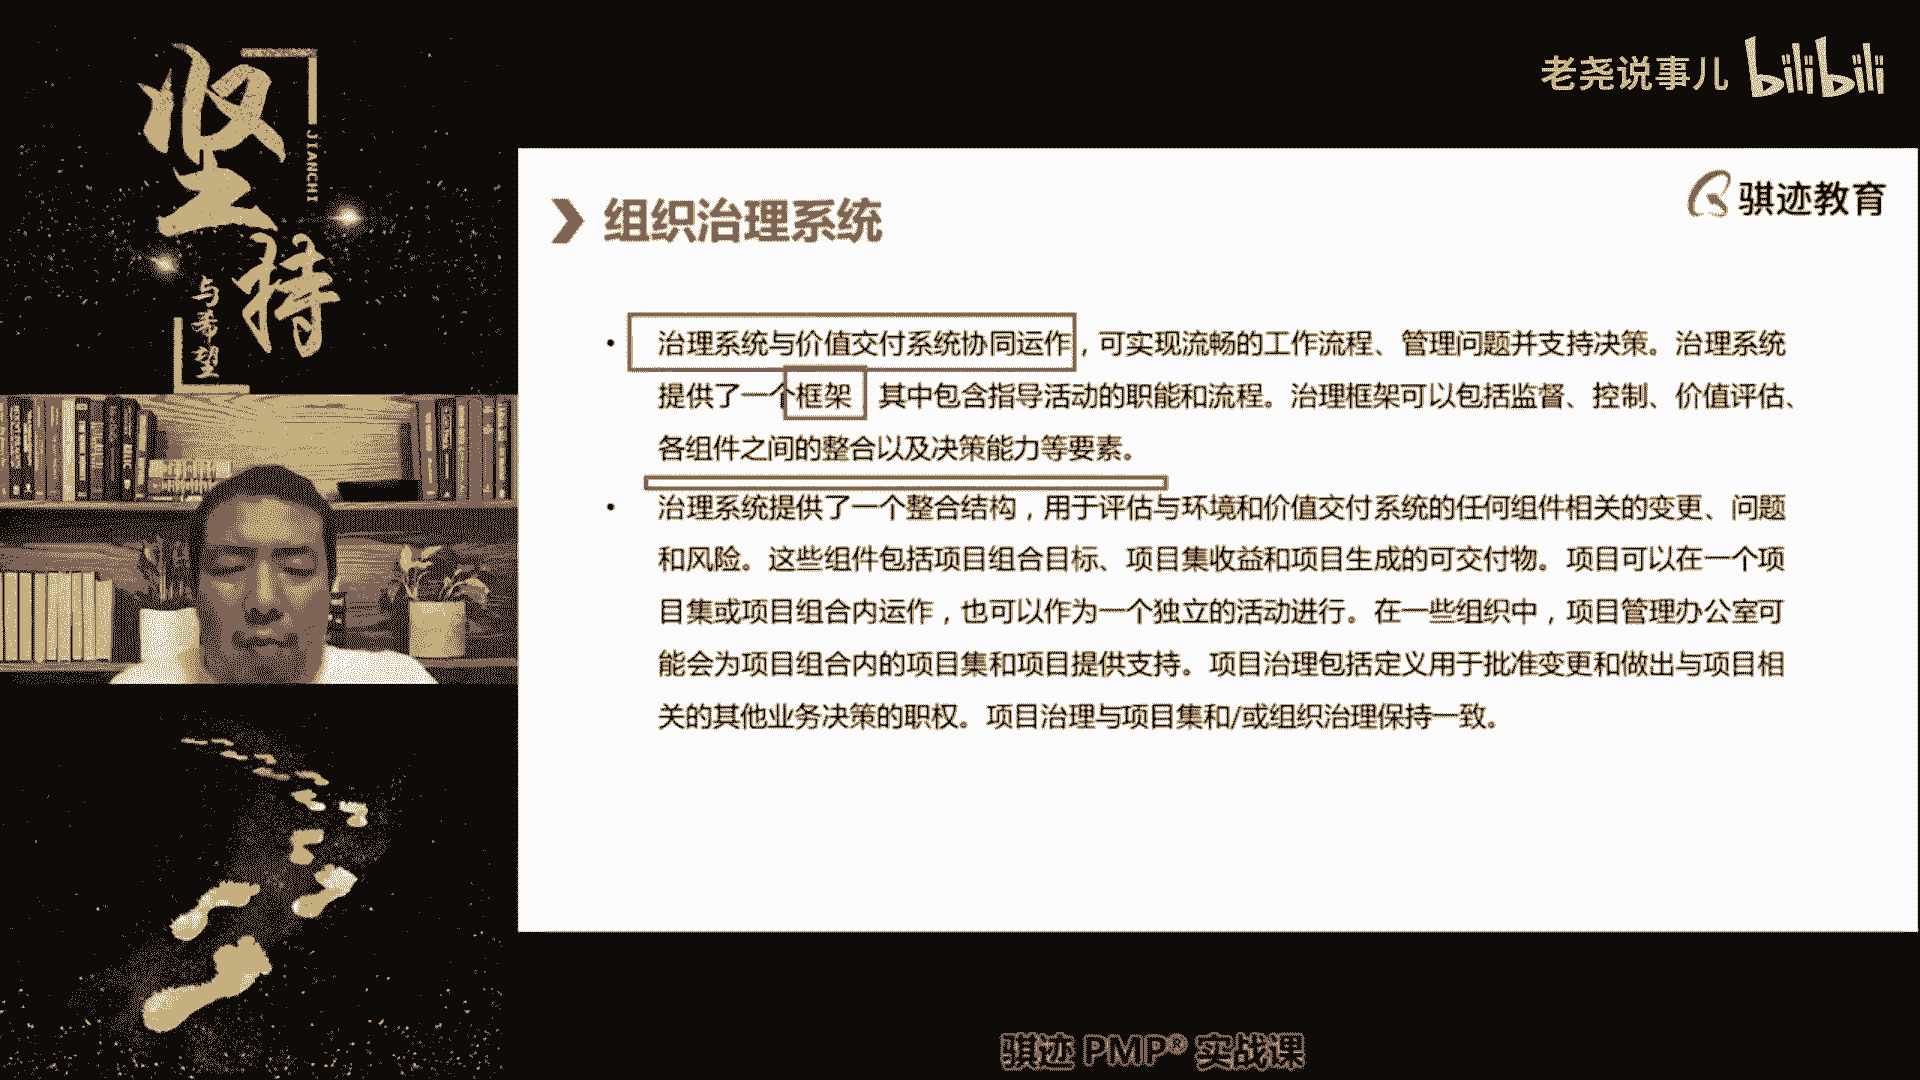 坚持
JIANCHI
与希望
老尧说事儿 bilibili
骐迹教育
组织治理系统
• 治理系统与价值交付系统协同运作，可实现流畅的工作流程、管理问题并支持决策。治理系统
提供了一个框架 其中包含指导活动的职能和流程。治理框架可以包括监督、控制、价值评估、
各组件之间的整合以及决策能力等要素。
• 治理系统提供了一个整合结构，用于评估与环境和价值交付系统的任何组件相关的变更、问题
和风险。这些组件包括项目组合目标、项目集收益和项目生成的可交付物。项目可以在一个项
目集或项目组合内运作，也可以作为一个独立的活动进行。在一些组织中，项目管理办公室可
能会为项目组合内的项目集和项目提供支持。项目治理包括定义用于批准变更和做出与项目相
关的其他业务决策的职权。项目治理与项目集和/或组织治理保持一致。
骐迹 PMP® 实战课